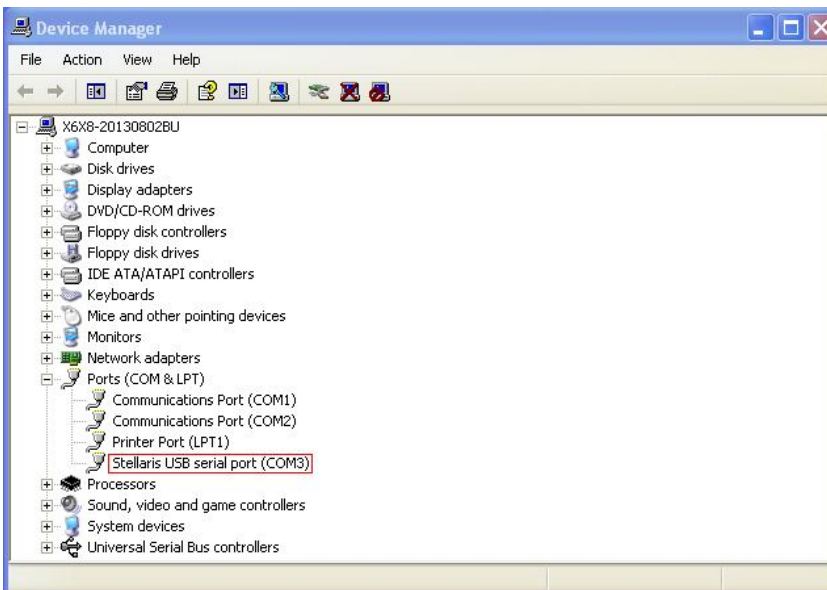 Device Manager
File Action View Help
X6X8-20130802BU
Computer
Disk drives
Display adapters
DVD/CD-ROM drives
Floppy disk controllers
Floppy disk drives
IDE ATA/ATAPI controllers
Keyboards
Mice and other pointing devices
Monitors
Network adapters
Ports (COM & LPT)
Communications Port (COM1)
Communications Port (COM2)
Printer Port (LPT1)
Stellaris USB serial port (COM3)
Processors
Sound, video and game controllers
System devices
Universal Serial Bus controllers